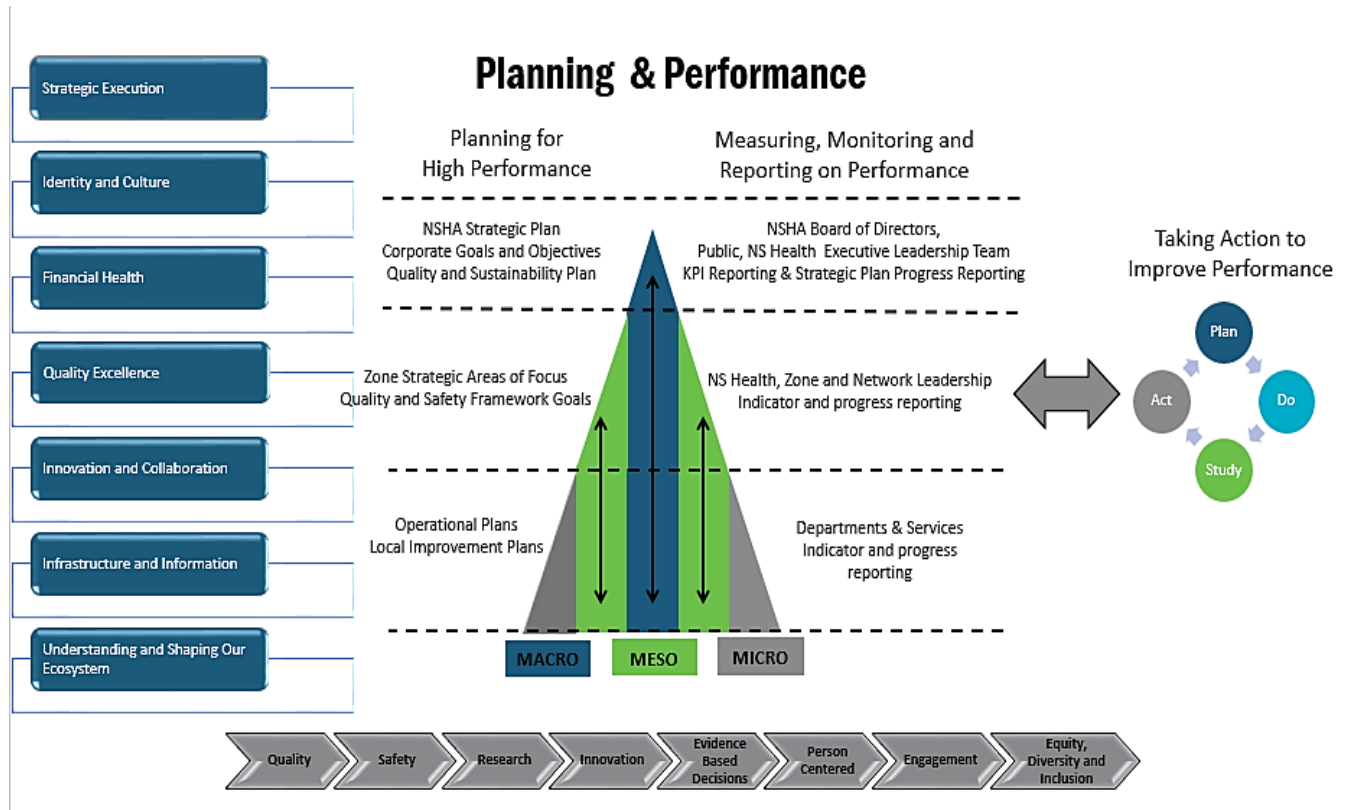 Planning & Performance
Strategic Execution
Identity and Culture
Financial Health
Quality Excellence
Innovation and Collaboration
Infrastructure and Information
Understanding and Shaping Our
Ecosystem
Planning for
High Performance
Measuring, Monitoring and
Reporting on Performance
NSHA Strategic Plan
Corporate Goals and Objectives
Quality and Sustainability Plan
NSHA Board of Directors,
Public, NS Health Executive Leadership Team
KPI Reporting & Strategic Plan Progress Reporting
Zone Strategic Areas of Focus
Quality and Safety Framework Goals
NS Health, Zone and Network Leadership
Indicator and progress reporting
Operational Plans
Local Improvement Plans
Departments & Services
Indicator and progress
reporting
MACRO
MESO
MICRO
Taking Action to
Improve Performance
Plan
Do
Study
Act
Quality
Safety
Research
Innovation
Evidence
Based
Decisions
Person
Centered
Engagement
Equity,
Diversity and
Inclusion